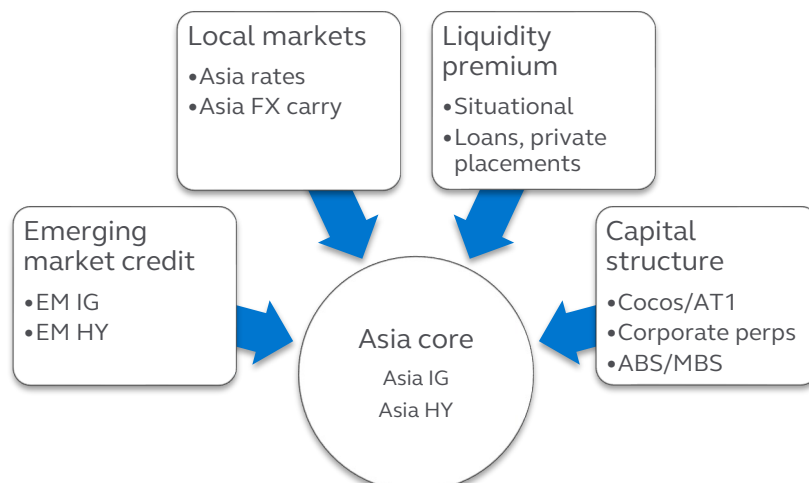 Local markets
•Asia rates
•Asia FX carry
Liquidity
premium
•Situational
•Loans, private
placements
Emerging
market credit
•EM IG
•EM HY
Capital
structure
•Cocos/AT1
•Corporate perps
•ABS/MBS
Asia core
Asia IG
Asia HY